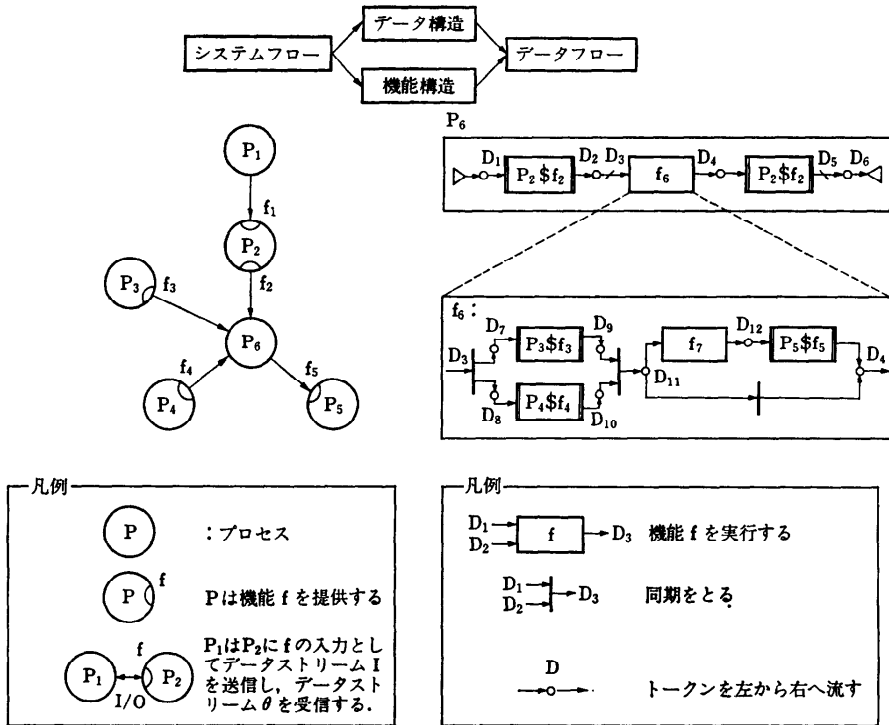 データ構造
システムフロー
データフロー
機能構造
P₁
f₁
P₂
f₂
P₃
f₃
P₆
f₄
P₄
f₅
P₅
P₆
D₁
P₂$f₂
D₂
D₃
f₆
D₄
P₂$f₂
D₅
D₆
f₆:
D₃
D₇
P₃$f₃
D₉
D₈
P₄$f₄
D₁₀
D₁₁
f₇
D₁₂
P₅$f₅
D₄
凡例
P
:プロセス
f
P
Pは機能fを提供する
f
P₁
P₂
I/O
P₁はP₂にfの入力とし
てデータストリームI
を送信し,データスト
リームθを受信する.
凡例
D₁
D₂
f
D₃
機能fを実行する
D₁
D₂
D₃
同期をとる.
D
トークンを左から右へ流す